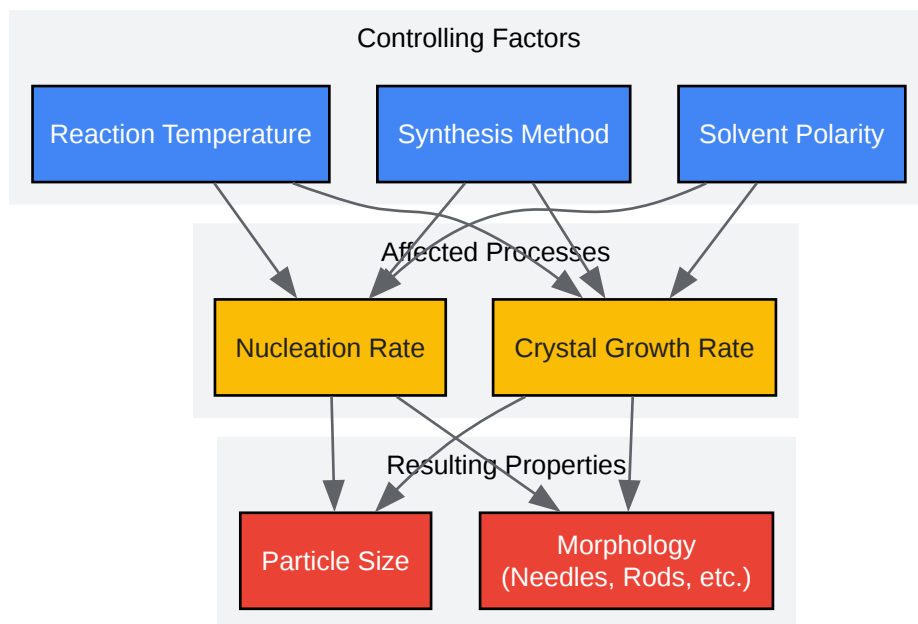 Controlling Factors
Reaction Temperature
Synthesis Method
Solvent Polarity
Affected Processes
Nucleation Rate
Crystal Growth Rate
Resulting Properties
Particle Size
Morphology
(Needles, Rods, etc.)